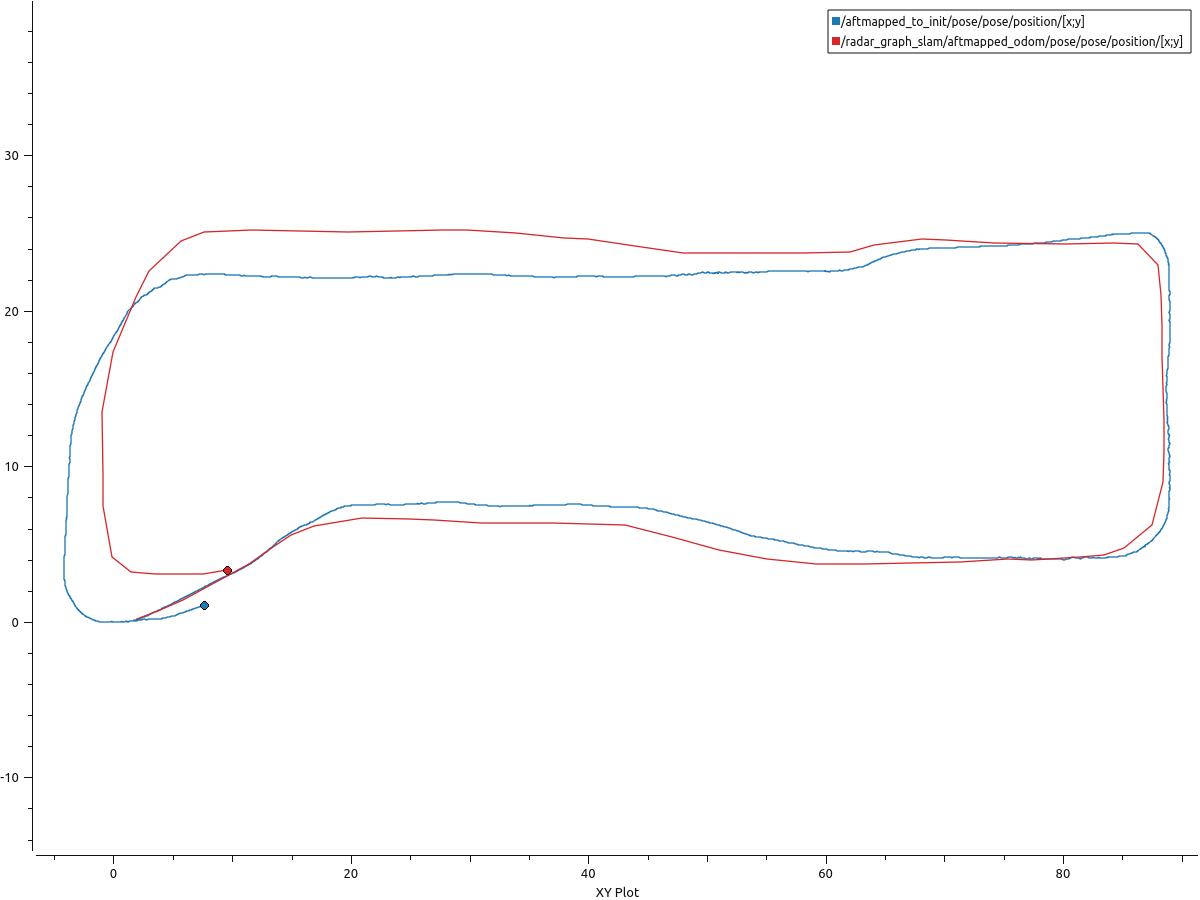 /aftmapped_to_init/pose/pose/position/[x;y]
/radar_graph_slam/aftmapped_odom/pose/pose/position/[x;y]
30
20
10
0
-10
0 20 40 60 80
XY Plot